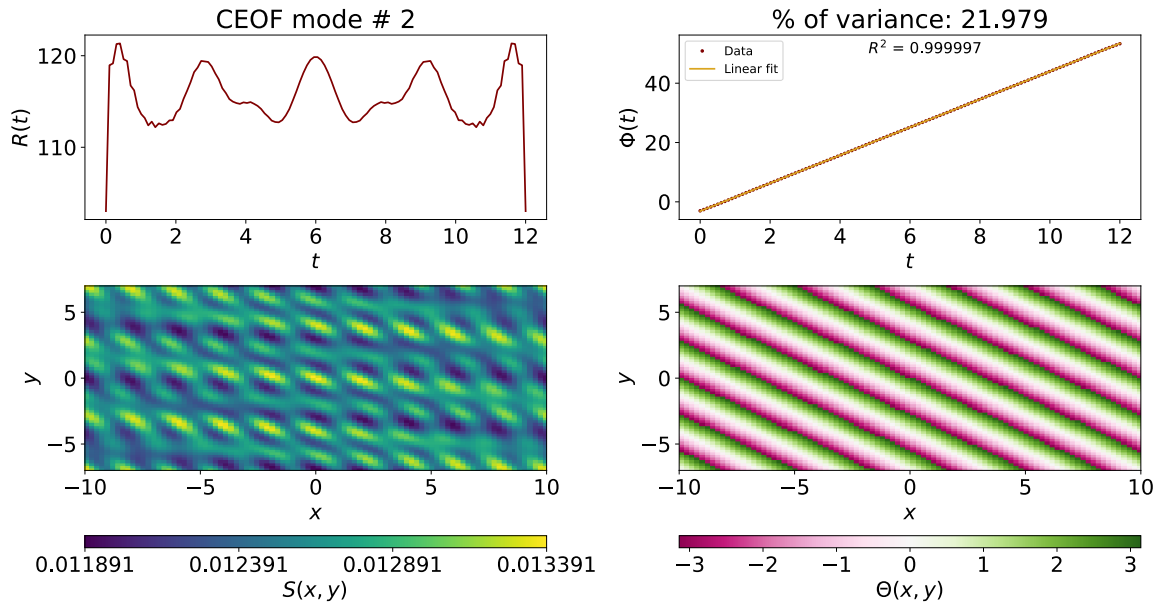 CEOF mode # 2
120
110
R(t)
0 2 4 6 8 10 12
t
% of variance: 21.979
Data
Linear fit
R² = 0.999997
40
20
0
Φ(t)
0 2 4 6 8 10 12
t
5
0
−5
y
−10 −5 0 5 10
x
0.011891 0.012391 0.012891 0.013391
S(x, y)
5
0
−5
y
−10 −5 0 5 10
x
−3 −2 −1 0 1 2 3
Θ(x, y)